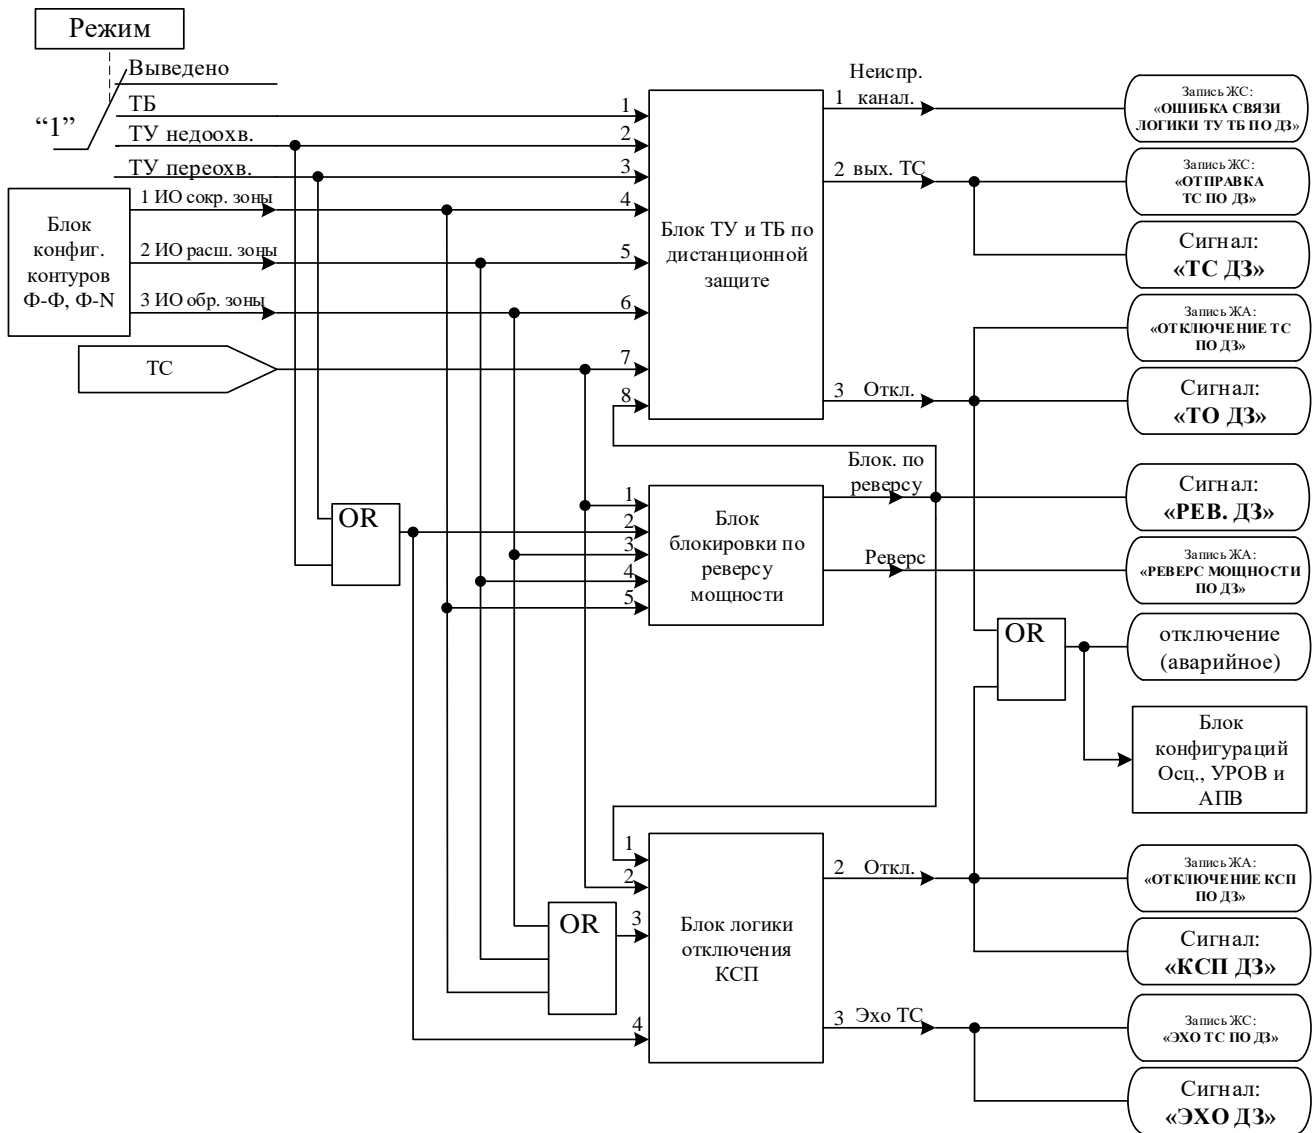 Режим
Выведено
“1”
ТБ
ТУ недоохв.
ТУ переохв.
Блок
конфиг.
контуров
Ф-Ф, Ф-N
1 ИО сокр. зоны
2 ИО расш. зоны
3 ИО обр. зоны
ТС
1
2
3
4
5
6
7
8
Блок ТУ и ТБ по
дистанционной
защите
Неиспр.
1 канал.
2 вых. ТС
3 Откл.
Запись ЖС:
«ОШИБКА СВЯЗИ
ЛОГИКИ ТУ ТБ ПО ДЗ»
Запись ЖС:
«ОТПРАВКА
ТС ПО ДЗ»
Сигнал:
«ТС ДЗ»
Запись ЖА:
«ОТКЛЮЧЕНИЕ ТС
ПО ДЗ»
Сигнал:
«ТО ДЗ»
OR
1
2
3
4
5
Блок
блокировки по
реверсу
мощности
Блок. по
реверсу
Реверс
Сигнал:
«РЕВ. ДЗ»
Запись ЖА:
«РЕВЕРС МОЩНОСТИ
ПО ДЗ»
OR
отключение
(аварийное)
Блок
конфигураций
Осц., УРОВ и
АПВ
OR
1
2
3
4
Блок логики
отключения
КСП
2 Откл.
3 Эхо ТС
Запись ЖА:
«ОТКЛЮЧЕНИЕ КСП
ПО ДЗ»
Сигнал:
«КСП ДЗ»
Запись ЖС:
«ЭХО ТС ПО ДЗ»
Сигнал:
«ЭХО ДЗ»